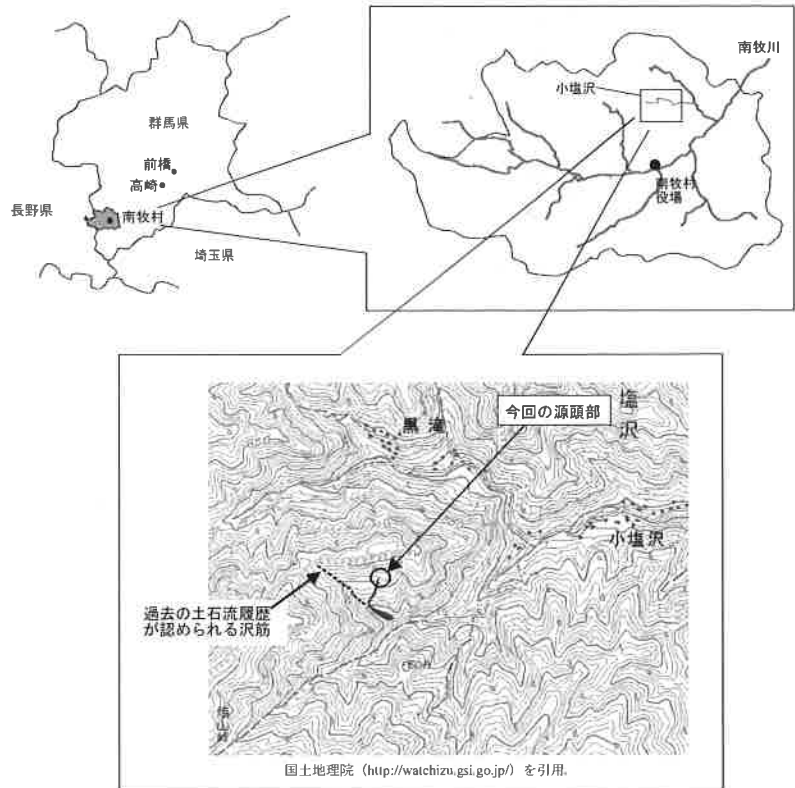 群馬県
前橋
高崎
長野県
南牧村
埼玉県
南牧川
小塩沢
南牧村
役場
今回の源頭部
塩沢
黒滝
小塩沢
過去の土石流履歴
が認められる沢筋
国土地理院（http://watchizu.gsi.go.jp/）を引用。